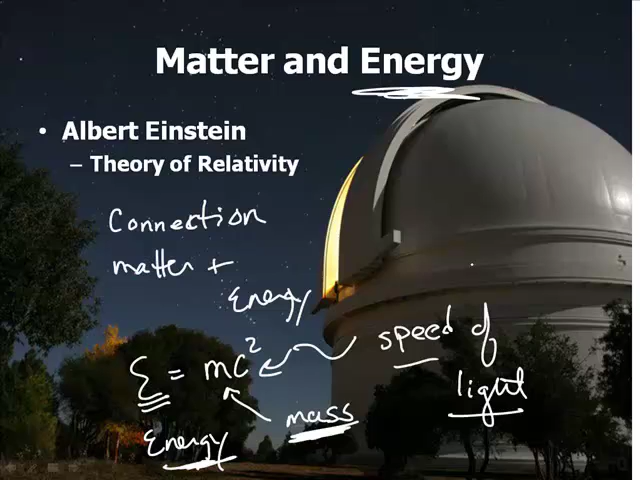 Matter and Energy
• Albert Einstein
– Theory of Relativity
Connection
matter +
Energy
E = mc²
speed of
light
mass
Energy